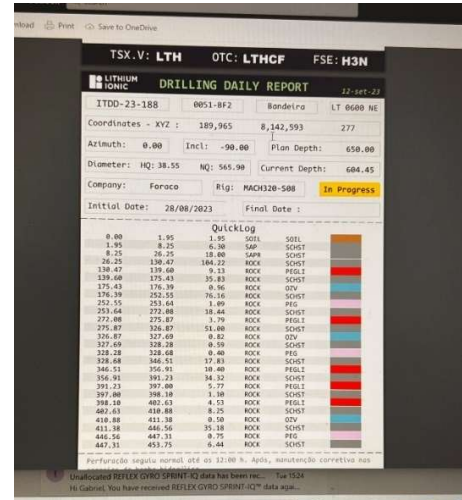 nload Print Save to OneDrive
TSX.V: LTH OTC: LTHCF FSE: H3N
LITHIUM IONIC DRILLING DAILY REPORT 12-set-23
ITDD-23-188 0051-BF2 Bandeira LT 0600 NE
Coordinates - XYZ : 189,965 8,142,593 277
Azimuth: 0.00 Incl: -90.00 Plan Depth: 650.00
Diameter: HQ: 38.55 NQ: 565.90 Current Depth: 604.45
Company: Foraco Rig: MACH320-508 In Progress
Initial Date: 28/08/2023 Final Date :
QuickLog
0.00 1.95 1.95 SOIL SOIL
1.95 8.25 6.30 SAP SCHST
8.25 26.25 18.00 SAPR SCHST
26.25 130.47 104.22 ROCK SCHST
130.47 139.60 9.13 ROCK PEGLI
139.60 175.43 35.83 ROCK SCHST
175.43 176.39 0.96 ROCK QZV
176.39 252.55 76.16 ROCK SCHST
252.55 253.64 1.09 ROCK PEG
253.64 272.08 18.44 ROCK SCHST
272.08 275.87 3.79 ROCK PEGLI
275.87 326.87 51.00 ROCK SCHST
326.87 327.69 0.82 ROCK QZV
327.69 328.28 0.59 ROCK SCHST
328.28 328.68 0.40 ROCK PEG
328.68 346.51 17.83 ROCK SCHST
346.51 356.91 10.40 ROCK PEGLI
356.91 391.23 34.32 ROCK SCHST
391.23 397.00 5.77 ROCK PEGLI
397.00 398.10 1.10 ROCK SCHST
398.10 402.63 4.53 ROCK PEGLI
402.63 410.88 8.25 ROCK SCHST
410.88 411.38 0.50 ROCK QZV
411.38 446.56 35.18 ROCK SCHST
446.56 447.31 0.75 ROCK PEG
447.31 453.75 6.44 ROCK SCHST
Perfuração seguiu normal até as 12:00 h. Após, manutenção corretiva nas
Unallocated REFLEX GYRO SPRINT-IQ data has been rec... Tue 15:24
Hi Gabriel, You have received REFLEX GYRO SPRINT-IQ™ data agai...